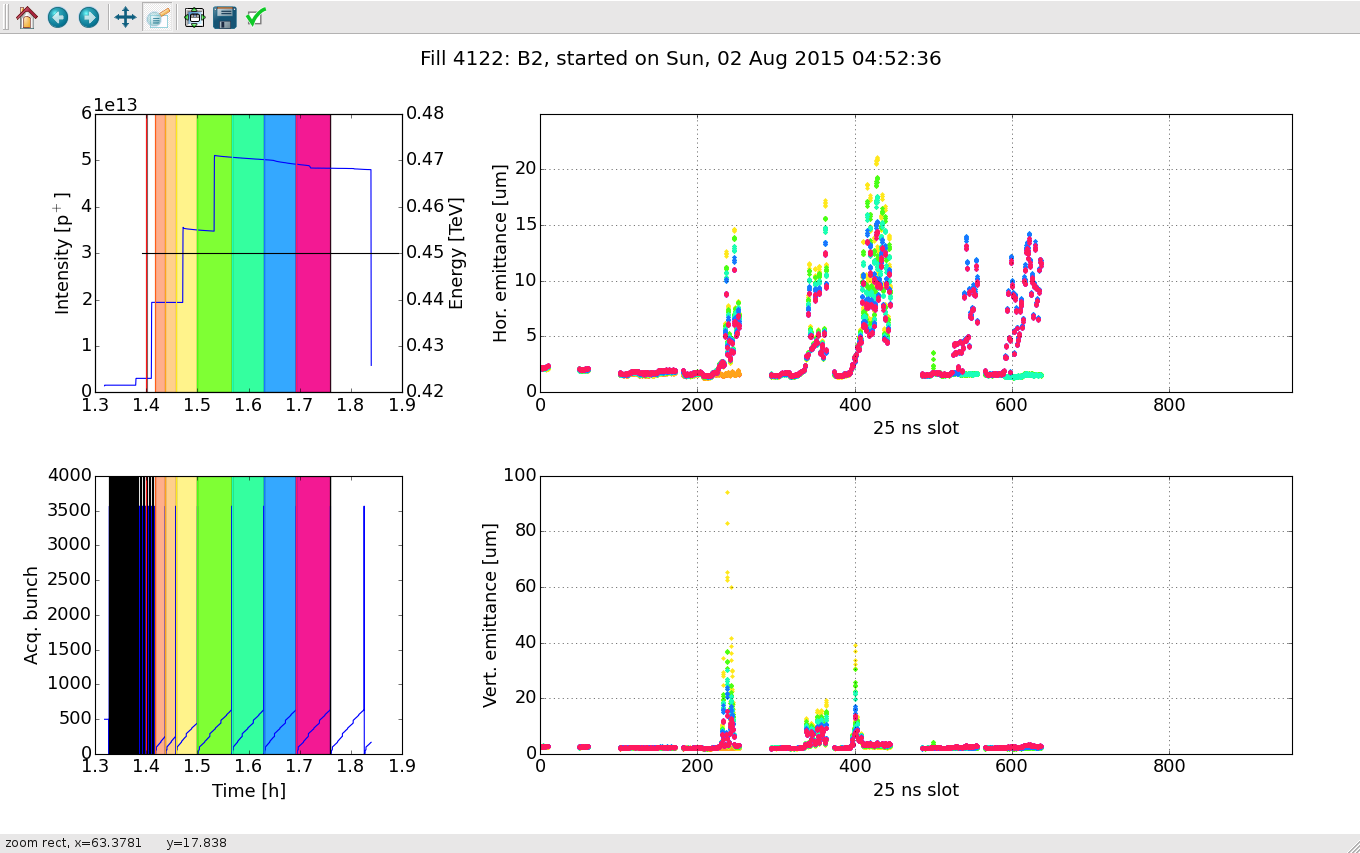 Fill 4122: B2, started on Sun, 02 Aug 2015 04:52:36
1e13
6
5
4
3
2
1
0
Intensity [p+]
0.48
0.47
0.46
0.45
0.44
0.43
0.42
Energy [TeV]
1.3 1.4 1.5 1.6 1.7 1.8 1.9
20
15
10
5
0
Hor. emittance [um]
0 200 400 600 800
25 ns slot
4000
3500
3000
2500
2000
1500
1000
500
0
Acq. bunch
1.3 1.4 1.5 1.6 1.7 1.8 1.9
Time [h]
100
80
60
40
20
0
Vert. emittance [um]
0 200 400 600 800
25 ns slot
zoom rect, x=63.3781 y=17.838